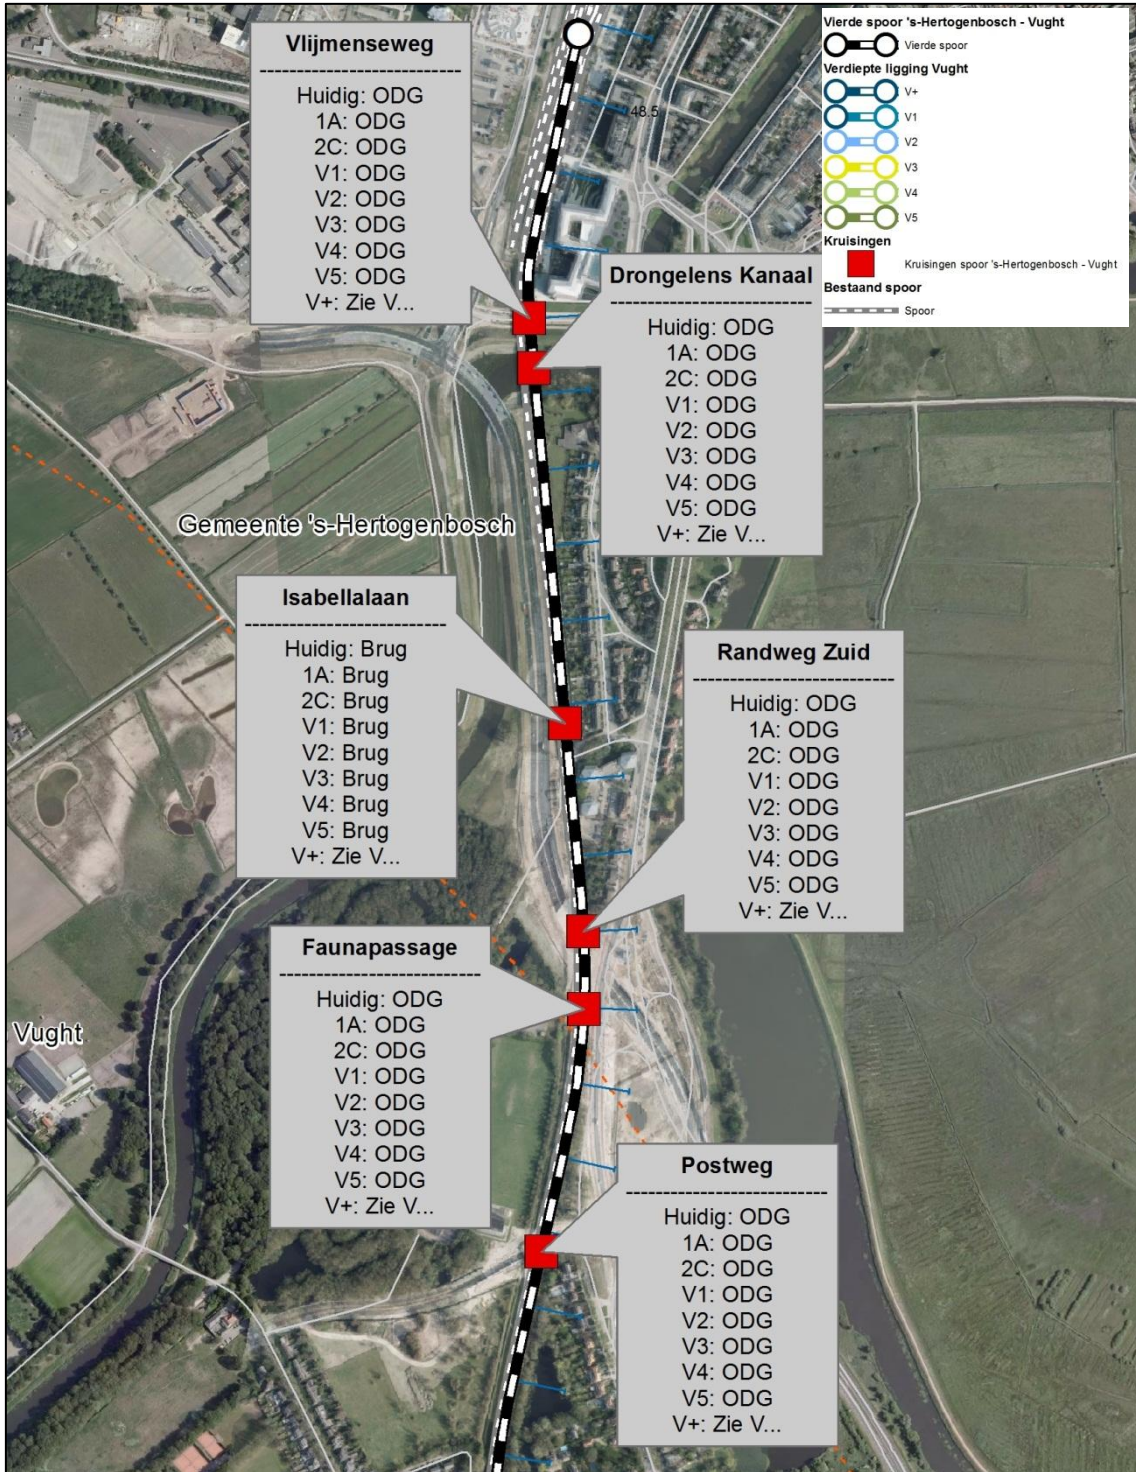 Vlijmenseweg
-----------------------------
Huidig: ODG
1A: ODG
2C: ODG
V1: ODG
V2: ODG
V3: ODG
V4: ODG
V5: ODG
V+: Zie V...
48.5
Vierde spoor 's-Hertogenbosch - Vught
Vierde spoor
Verdiepte ligging Vught
V+
V1
V2
V3
V4
V5
Kruisingen
Kruisingen spoor 's-Hertogenbosch - Vught
Bestaand spoor
Spoor
Drongelens Kanaal
-----------------------------
Huidig: ODG
1A: ODG
2C: ODG
V1: ODG
V2: ODG
V3: ODG
V4: ODG
V5: ODG
V+: Zie V...
Gemeente 's-Hertogenbosch
Isabellalaan
-----------------------------
Huidig: Brug
1A: Brug
2C: Brug
V1: Brug
V2: Brug
V3: Brug
V4: Brug
V5: Brug
V+: Zie V...
Randweg Zuid
-----------------------------
Huidig: ODG
1A: ODG
2C: ODG
V1: ODG
V2: ODG
V3: ODG
V4: ODG
V5: ODG
V+: Zie V...
Faunapassage
-----------------------------
Huidig: ODG
1A: ODG
2C: ODG
V1: ODG
V2: ODG
V3: ODG
V4: ODG
V5: ODG
V+: Zie V...
Vught
Postweg
-----------------------------
Huidig: ODG
1A: ODG
2C: ODG
V1: ODG
V2: ODG
V3: ODG
V4: ODG
V5: ODG
V+: Zie V...